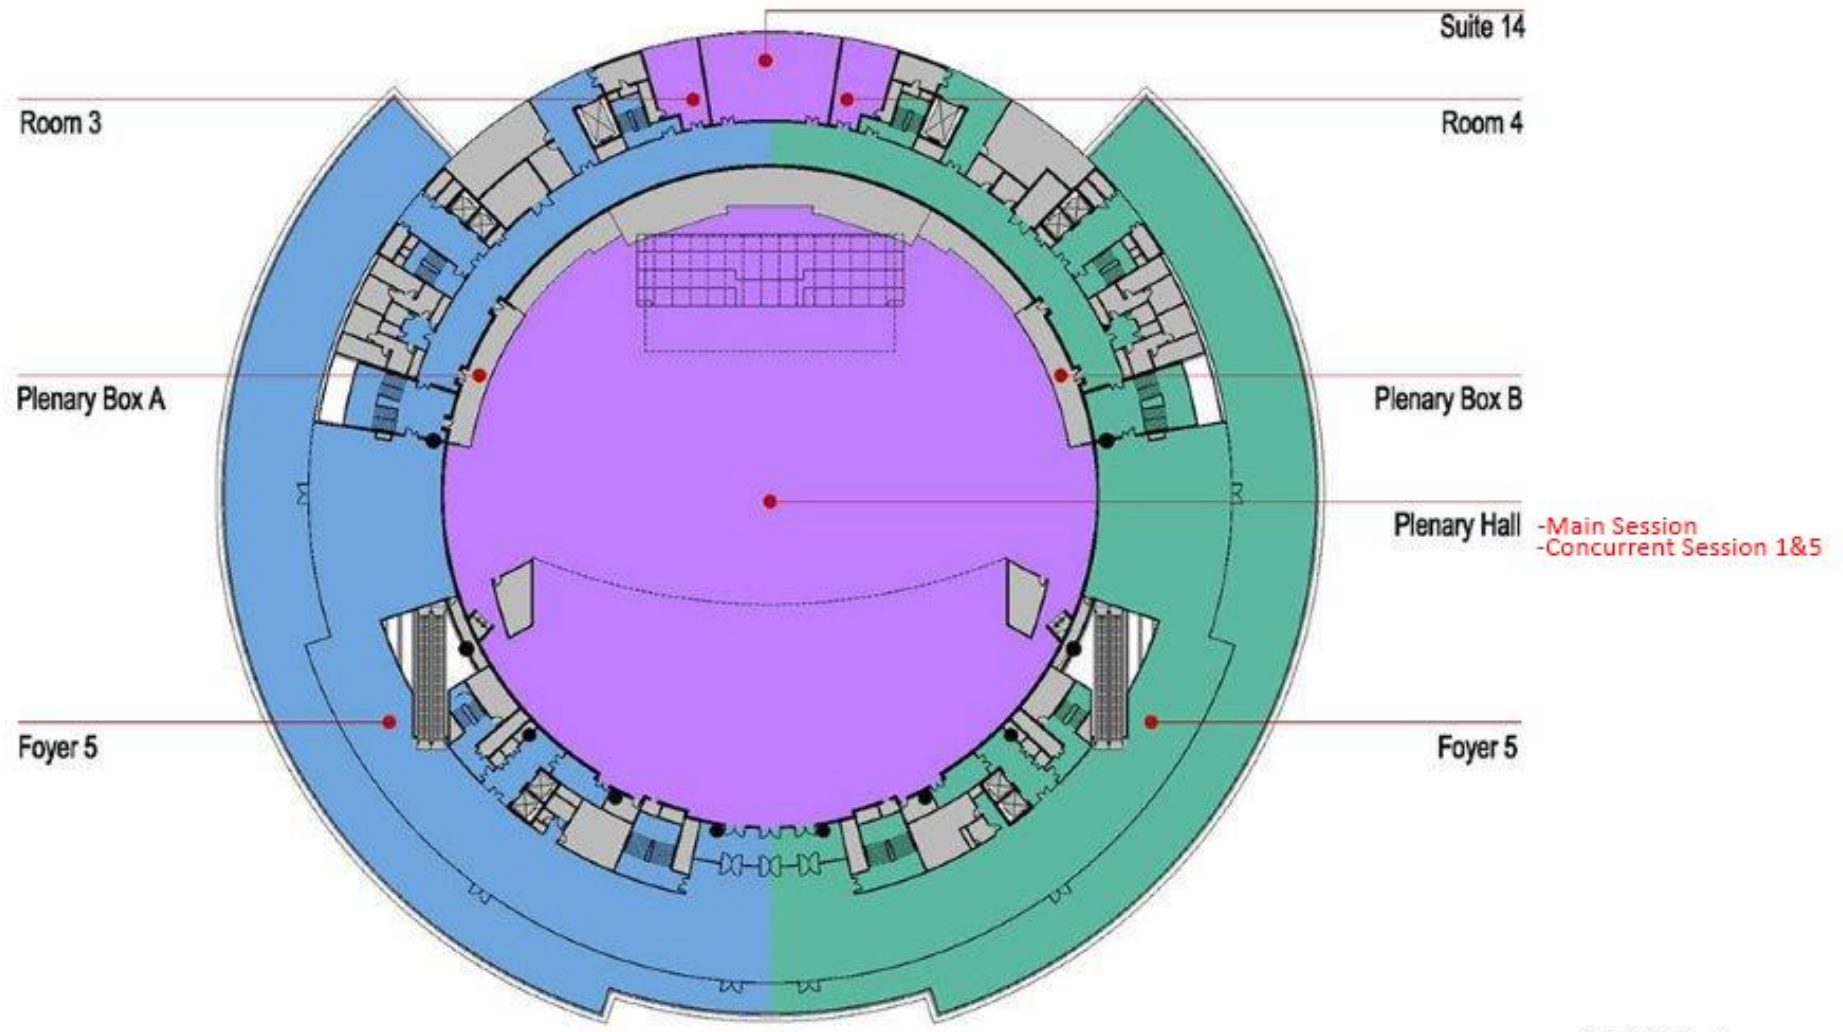 Suite 14
Room 3
Room 4
Plenary Box A
Plenary Box B
Plenary Hall
-Main Session
-Concurrent Session 1&5
Foyer 5
Foyer 5